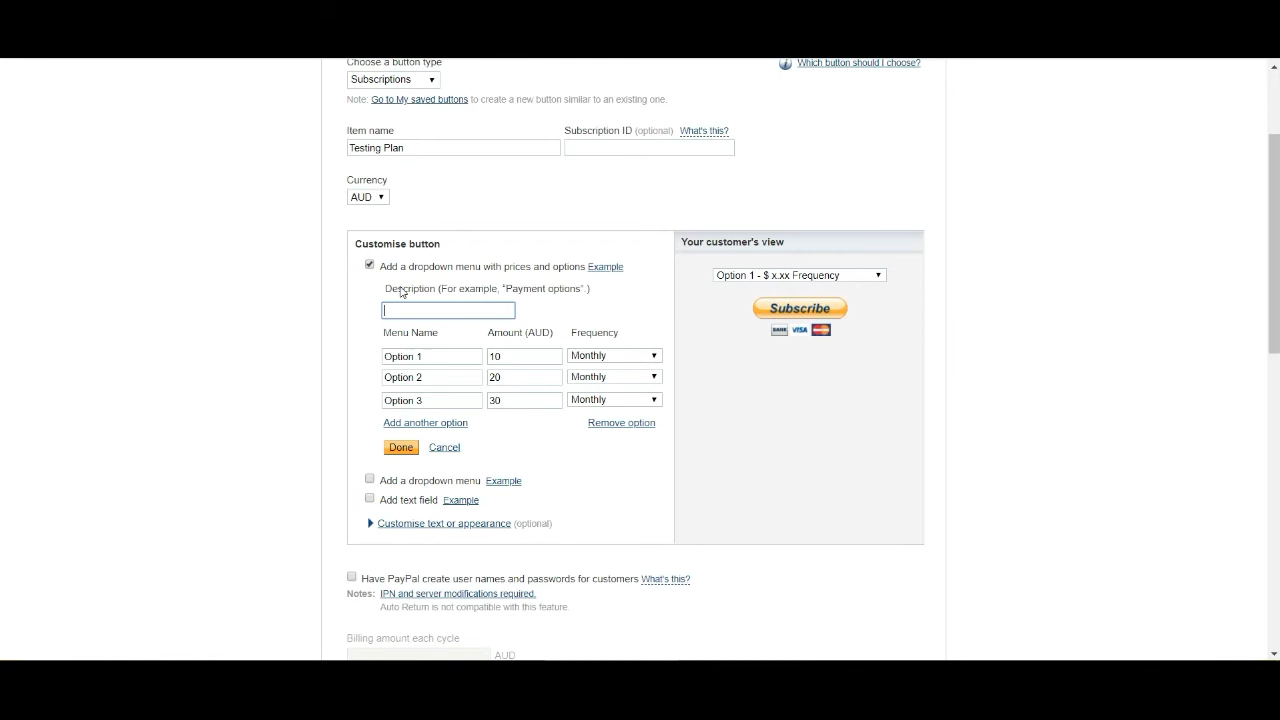 Choose a button type
Which button should I choose?
Subscriptions
Note: Go to My saved buttons to create a new button similar to an existing one.
Item name Subscription ID (optional) What's this?
Testing Plan
Currency
AUD
Customise button
Your customer's view
Add a dropdown menu with prices and options Example
Option 1 - $ x.xx Frequency
Description (For example, "Payment options".)
Subscribe
BANK VISA MasterCard
Menu Name Amount (AUD) Frequency
Option 1 10 Monthly
Option 2 20 Monthly
Option 3 30 Monthly
Add another option Remove option
Done Cancel
Add a dropdown menu Example
Add text field Example
Customise text or appearance (optional)
Have PayPal create user names and passwords for customers What's this?
Notes: IPN and server modifications required.
Auto Return is not compatible with this feature.
Billing amount each cycle
AUD